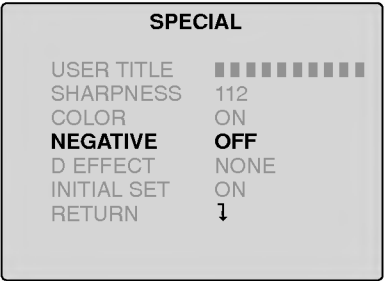 SPECIAL
USER TITLE ▮▮▮▮▮▮▮▮▮▮
SHARPNESS 112
COLOR ON
NEGATIVE OFF
D EFFECT NONE
INITIAL SET ON
RETURN ↴